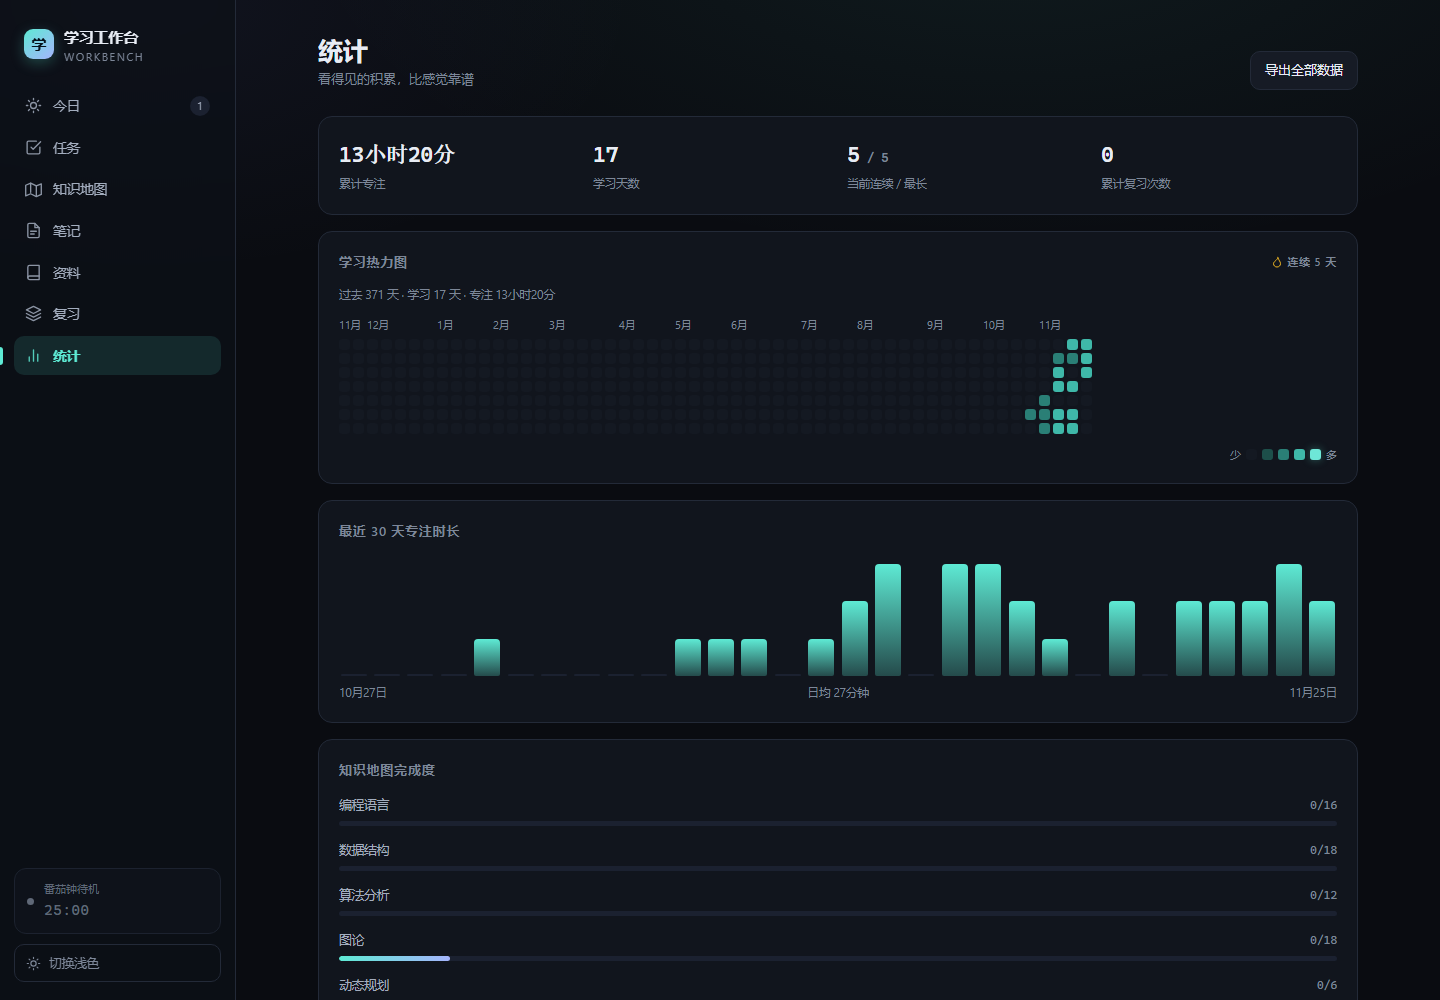 学
学习工作台
WORKBENCH
今日
1
任务
知识地图
笔记
资料
复习
统计
番茄钟待机
25:00
切换浅色
统计
看得见的积累，比感觉靠谱
导出全部数据
13小时20分
累计专注
17
学习天数
5 / 5
当前连续 / 最长
0
累计复习次数
学习热力图
连续 5 天
过去 371 天 · 学习 17 天 · 专注 13小时20分
11月 12月 1月 2月 3月 4月 5月 6月 7月 8月 9月 10月 11月
少 多
最近 30 天专注时长
10月27日 日均 27分钟 11月25日
知识地图完成度
编程语言 0/16
数据结构 0/18
算法分析 0/12
图论 0/18
动态规划 0/6